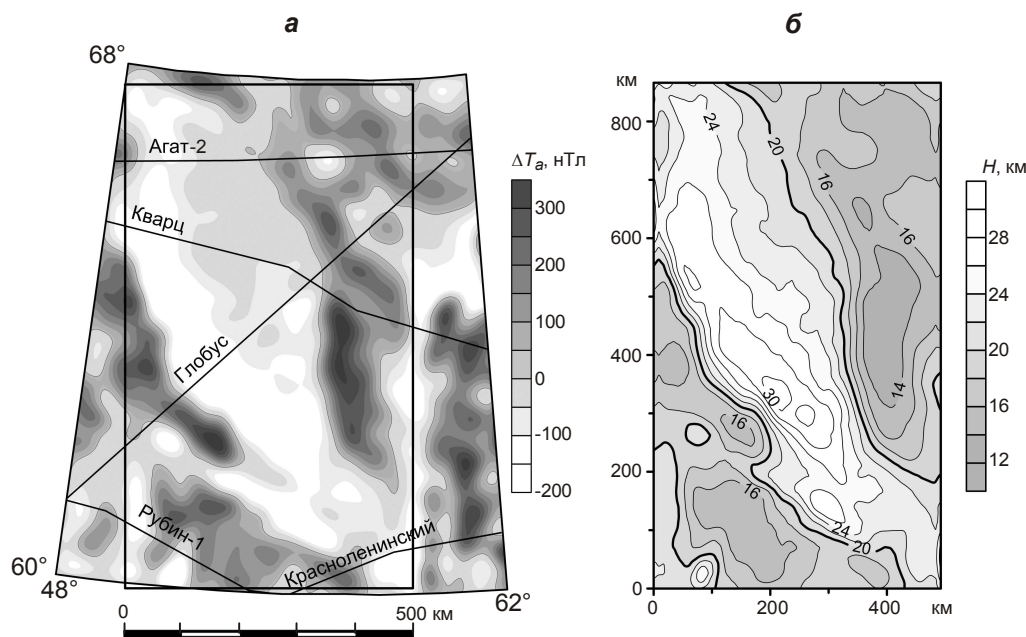 а
68°
Агат-2
Кварц
Глобус
Рубин-1
Красноленинский
60°
48°
62°
0
500 км
ΔTa, нТл
300
200
100
0
-100
-200
б
км
800
600
400
200
0
0
200
400
км
24
20
16
16
14
30
16
16
24
20
H, км
28
24
20
16
12